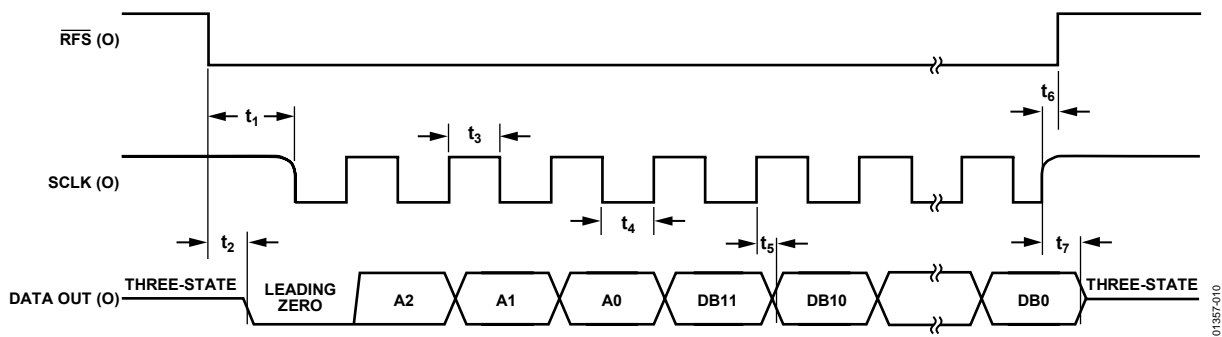 RFS (O)
t6
t1
t3
SCLK (O)
t4
t5
t2
t7
THREE-STATE
LEADING
ZERO
A2
A1
A0
DB11
DB10
DB0
THREE-STATE
DATA OUT (O)
01357-010